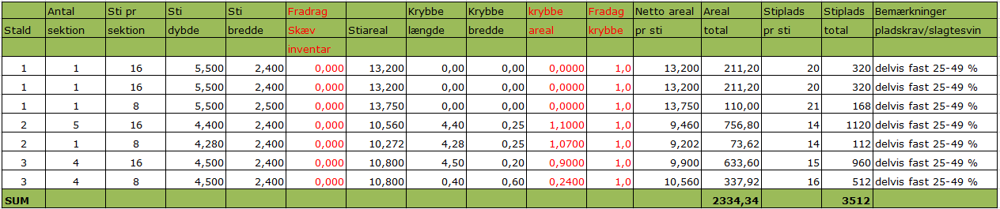 Antal Sti pr Sti Sti Fradrag Krybbe Krybbe krybbe Fradag Netto areal Areal Stiplads Stiplads Bemærkninger
Stald sektion sektion dybde bredde Skæv Stiareal længde bredde areal krybbe pr sti total pr sti total pladskrav/slagtesvin
inventar
1 1 16 5,500 2,400 0,000 13,200 0,00 0,00 0,0000 1,0 13,200 211,20 20 320 delvis fast 25-49 %
1 1 16 5,500 2,400 0,000 13,200 0,00 0,00 0,0000 1,0 13,200 211,20 20 320 delvis fast 25-49 %
1 1 8 5,500 2,500 0,000 13,750 0,00 0,00 0,0000 1,0 13,750 110,00 21 168 delvis fast 25-49 %
2 5 16 4,400 2,400 0,000 10,560 4,40 0,25 1,1000 1,0 9,460 756,80 14 1120 delvis fast 25-49 %
2 1 8 4,280 2,400 0,000 10,272 4,28 0,25 1,0700 1,0 9,202 73,62 14 112 delvis fast 25-49 %
3 4 16 4,500 2,400 0,000 10,800 4,50 0,20 0,9000 1,0 9,900 633,60 15 960 delvis fast 25-49 %
3 4 8 4,500 2,400 0,000 10,800 0,40 0,60 0,2400 1,0 10,560 337,92 16 512 delvis fast 25-49 %
SUM 2334,34 3512